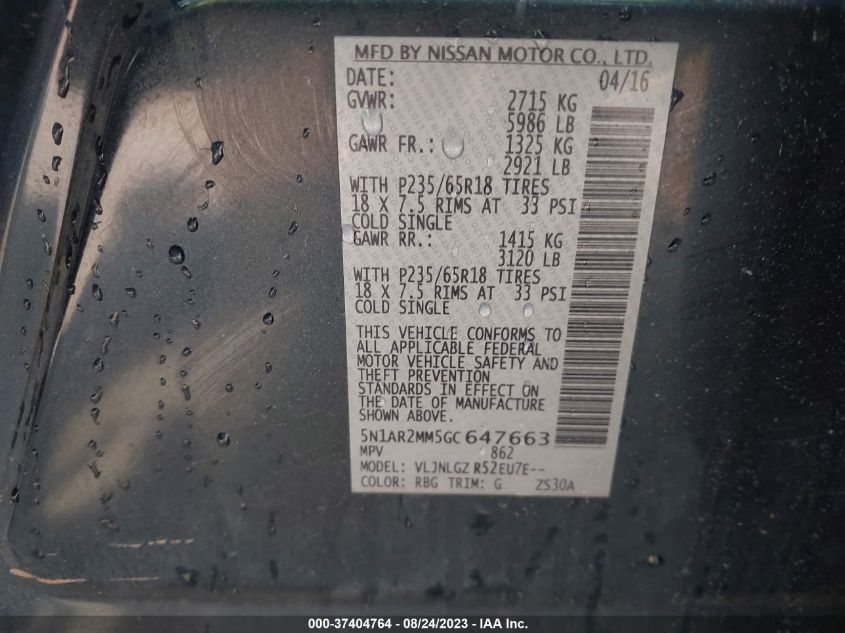 MFD BY NISSAN MOTOR CO., LTD.
DATE: 04/16
GVWR: 2715 KG
5986 LB
GAWR FR.: 1325 KG
2921 LB
WITH P235/65R18 TIRES
18 X 7.5 RIMS AT 33 PSI
COLD SINGLE
GAWR RR.: 1415 KG
3120 LB
WITH P235/65R18 TIRES
18 X 7.5 RIMS AT 33 PSI
COLD SINGLE
THIS VEHICLE CONFORMS TO
ALL APPLICABLE FEDERAL
MOTOR VEHICLE SAFETY AND
THEFT PREVENTION
STANDARDS IN EFFECT ON
THE DATE OF MANUFACTURE
SHOWN ABOVE.
5N1AR2MM5GC647663
MPV 862
MODEL: VLJNLGZ R52EU7E--
COLOR: RBG TRIM: G ZS30A
000-37404764 - 08/24/2023 - IAA Inc.